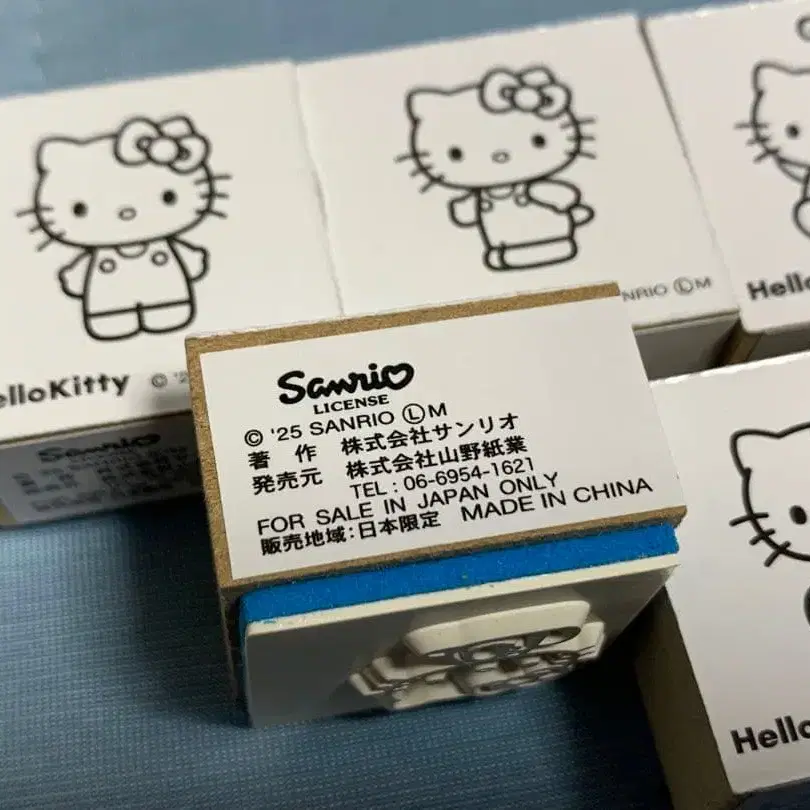 HelloKitty © '2
NRIO ⓁM
Hello
Sanrio
LICENSE
© '25 SANRIO ⓁM
著 作 株式会社サンリオ
発売元 株式会社山野紙業
TEL : 06-6954-1621
FOR SALE IN JAPAN ONLY
販売地域:日本限定 MADE IN CHINA
Sanrio
Hello